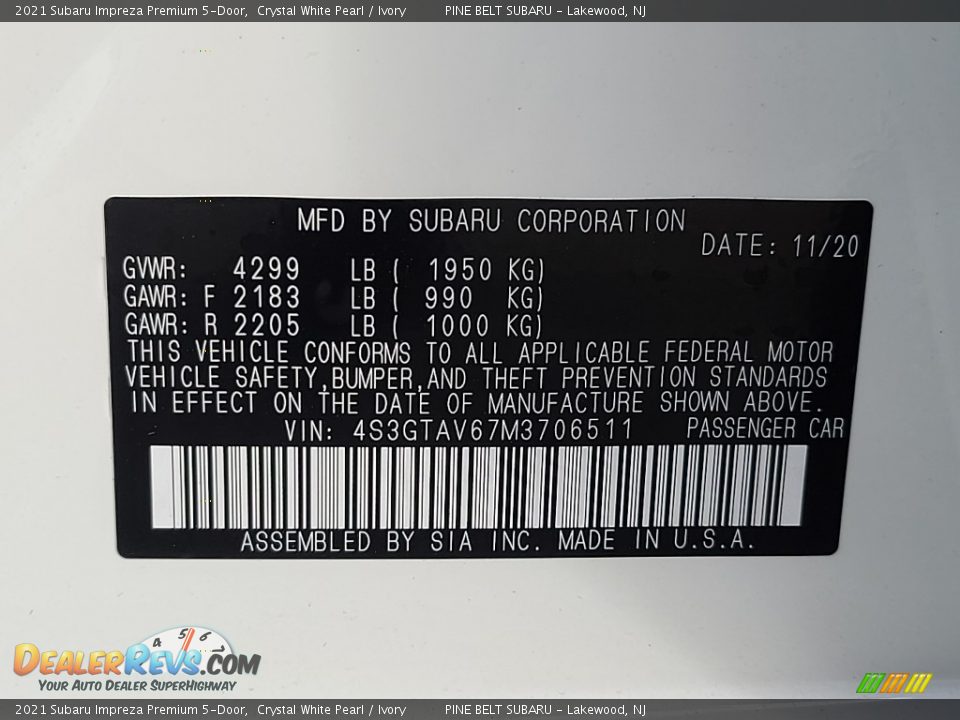 2021 Subaru Impreza Premium 5-Door, Crystal White Pearl / Ivory PINE BELT SUBARU - Lakewood, NJ
MFD BY SUBARU CORPORATION
DATE: 11/20
GVWR: 4299 LB ( 1950 KG)
GAWR: F 2183 LB ( 990 KG)
GAWR: R 2205 LB ( 1000 KG)
THIS VEHICLE CONFORMS TO ALL APPLICABLE FEDERAL MOTOR
VEHICLE SAFETY,BUMPER,AND THEFT PREVENTION STANDARDS
IN EFFECT ON THE DATE OF MANUFACTURE SHOWN ABOVE.
VIN: 4S3GTAV67M3706511 PASSENGER CAR
ASSEMBLED BY SIA INC. MADE IN U.S.A.
4 5 6 7
DEALERREVS.COM
YOUR AUTO DEALER SUPERHIGHWAY
2021 Subaru Impreza Premium 5-Door, Crystal White Pearl / Ivory PINE BELT SUBARU - Lakewood, NJ